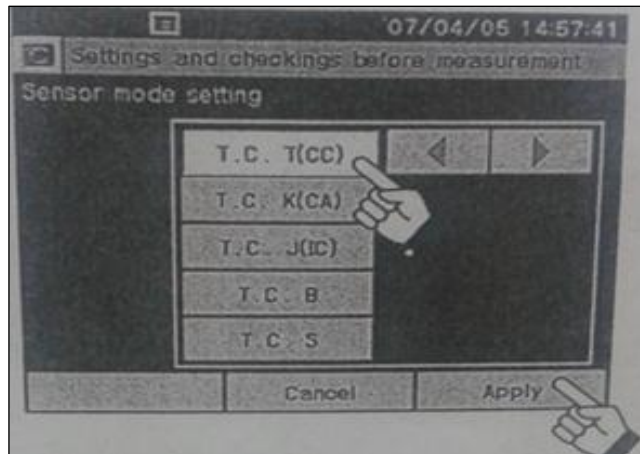 07/04/05 14:57:41
Settings and checkings before measurement
Sensor mode setting
T.C. T(CC)
T.C. K(CA)
T.C. J(IC)
T.C. B
T.C. S
Cancel
Apply